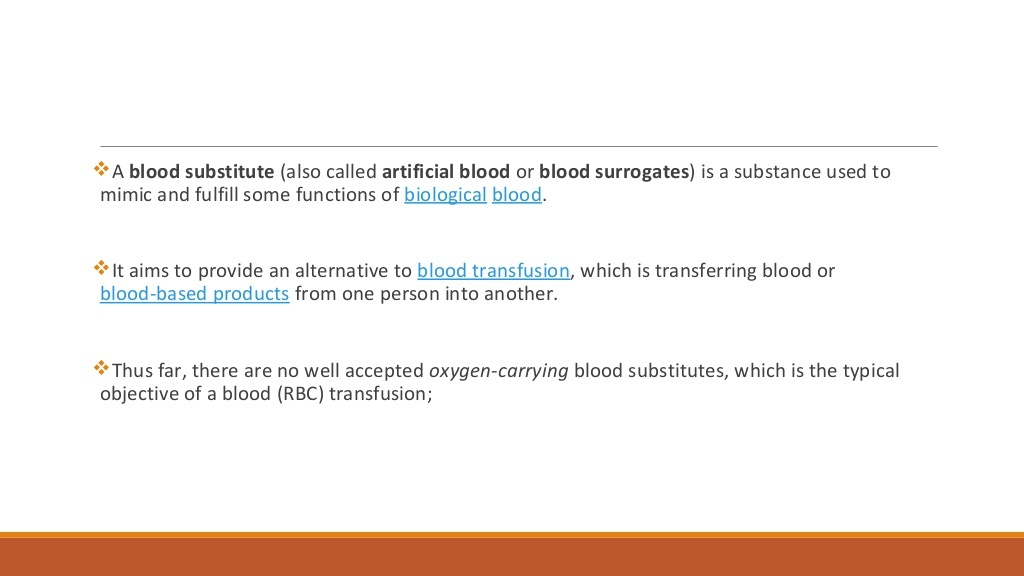 ❖A blood substitute (also called artificial blood or blood surrogates) is a substance used to
mimic and fulfill some functions of biological blood.
❖It aims to provide an alternative to blood transfusion, which is transferring blood or
blood-based products from one person into another.
❖Thus far, there are no well accepted oxygen-carrying blood substitutes, which is the typical
objective of a blood (RBC) transfusion;